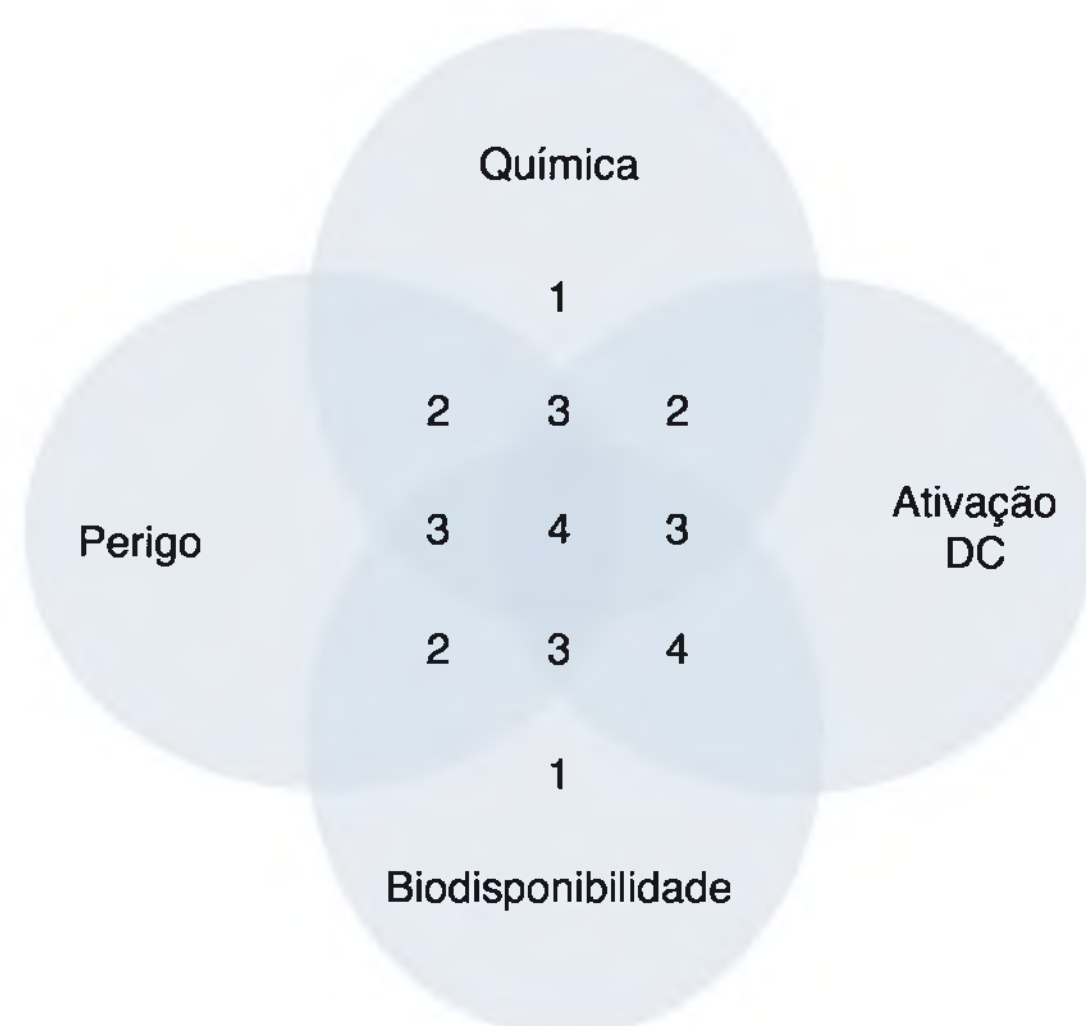 Química
1
2 3 2
Perigo
3 4 3
Ativação
DC
2 3 4
1
Biodisponibilidade